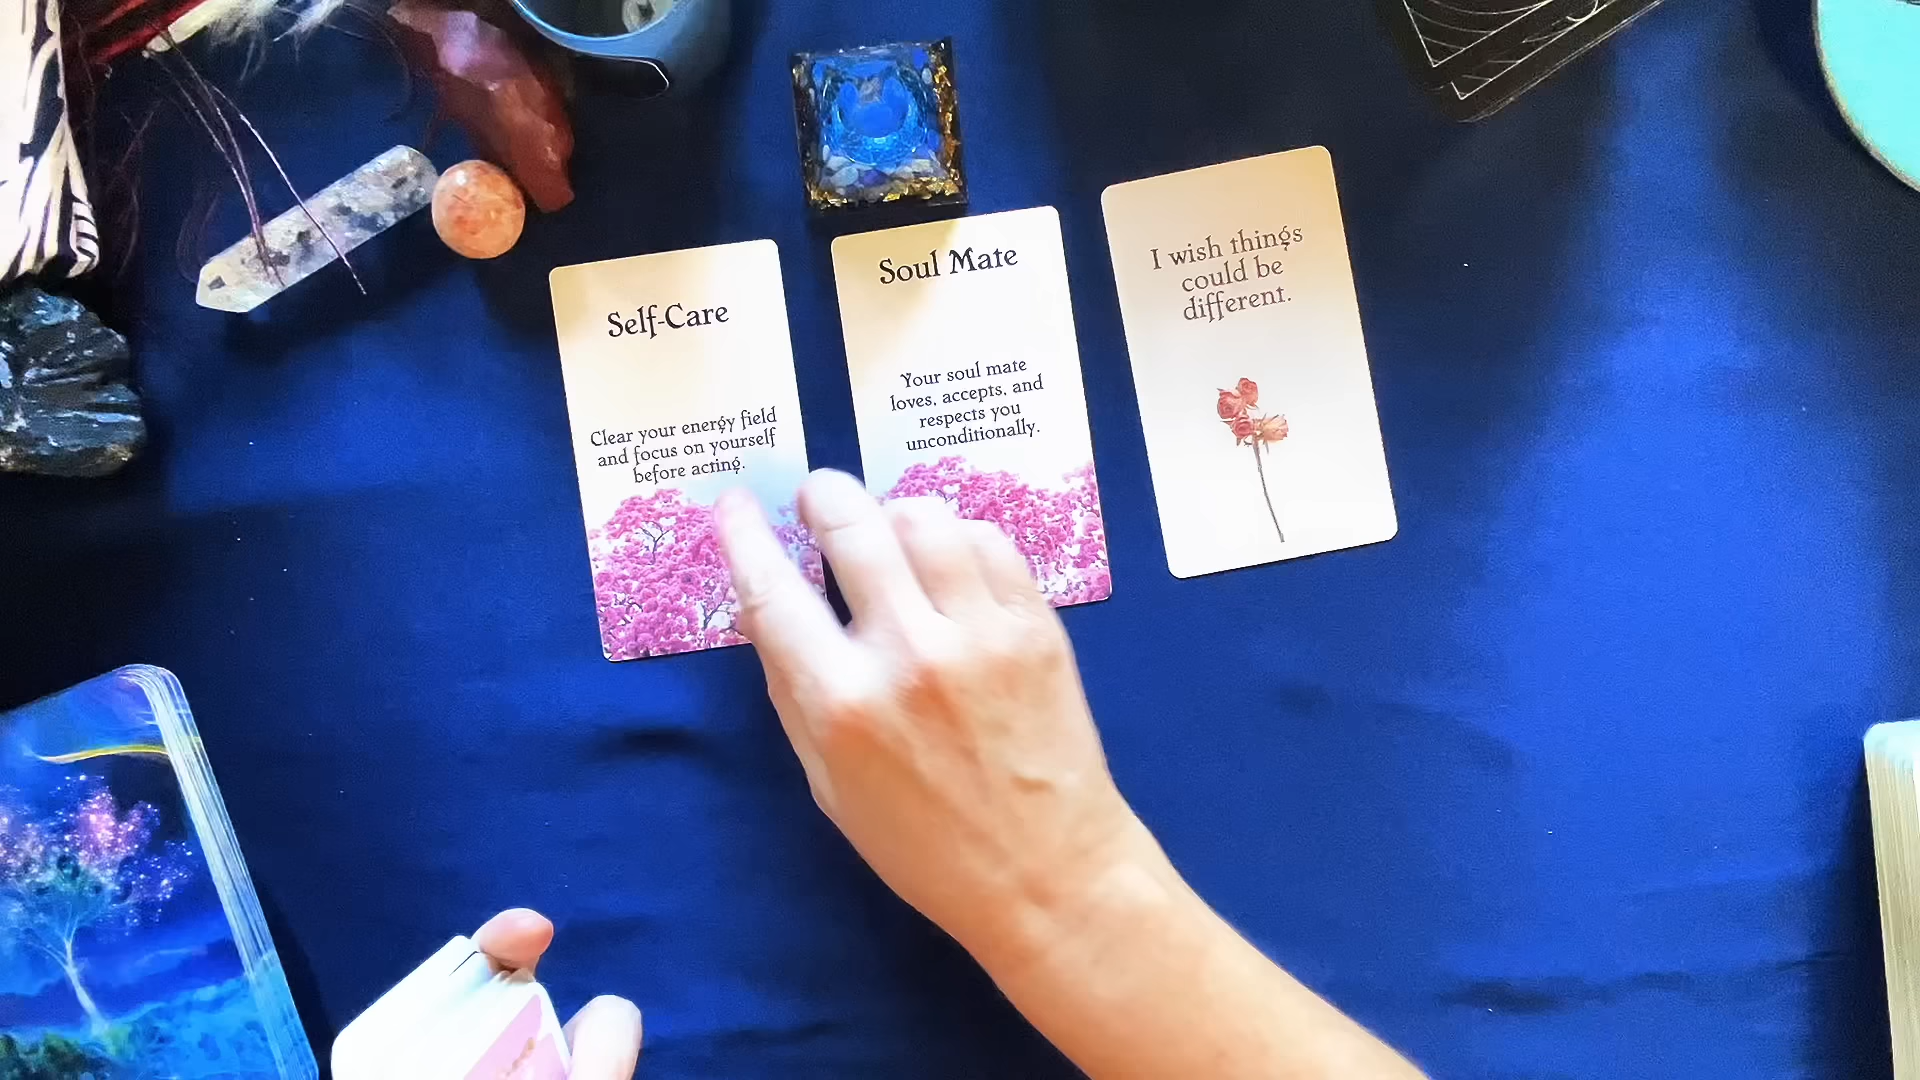 Self-Care
Clear your energy field
and focus on yourself
before acting.
Soul Mate
Your soul mate
loves, accepts, and
respects you
unconditionally.
I wish things
could be
different.